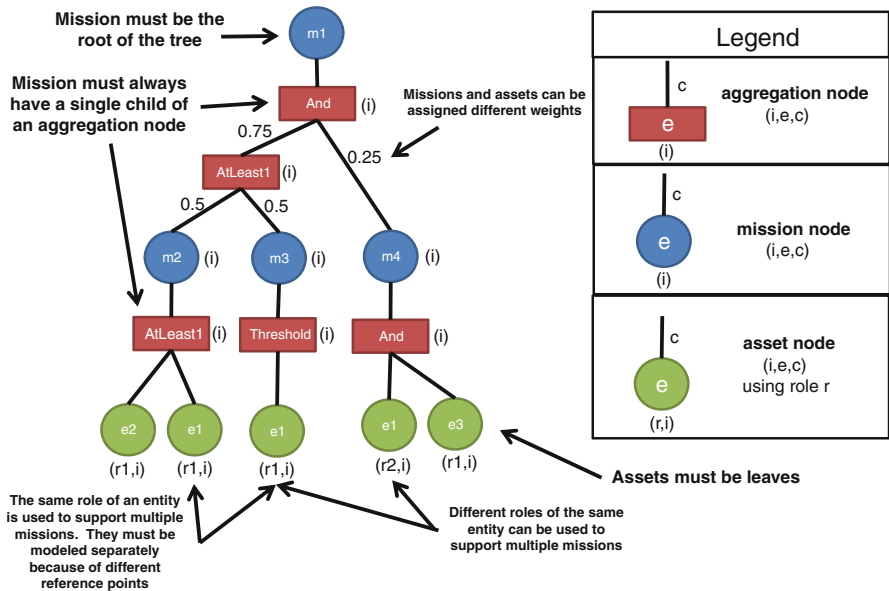 Mission must be the
root of the tree
m1
Mission must always
have a single child of
an aggregation node
And
(i)
Missions and assets can be
assigned different weights
0.75
0.25
AtLeast1
(i)
0.5
0.5
m2
(i)
m3
(i)
m4
(i)
AtLeast1
(i)
Threshold
(i)
And
(i)
e2
e1
e1
e1
e3
(r1,i)
(r1,i)
(r1,i)
(r2,i)
(r1,i)
Assets must be leaves
The same role of an entity
is used to support multiple
missions. They must be
modeled separately
because of different
reference points
Different roles of the same
entity can be used to
support multiple missions
Legend
c
e
(i)
aggregation node
(i,e,c)
c
e
(i)
mission node
(i,e,c)
c
e
(r,i)
asset node
(i,e,c)
using role r